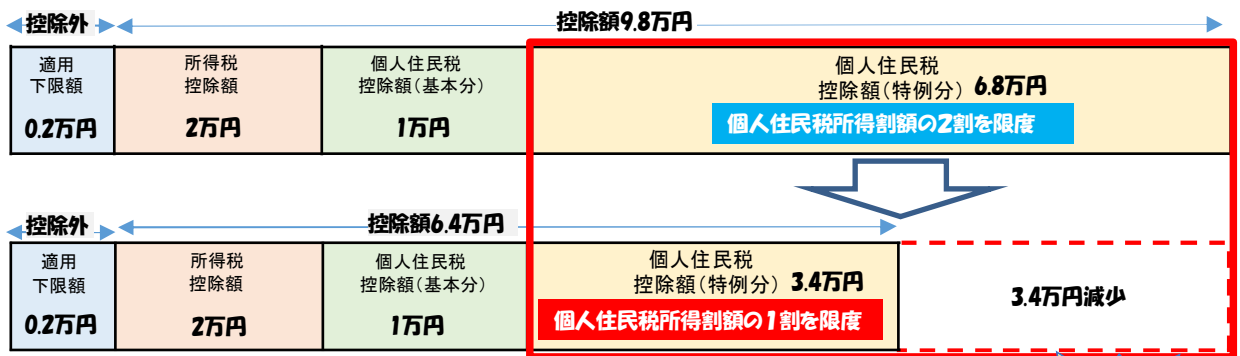 控除外
控除額9.8万円
適用
下限額
0.2万円
所得税
控除額
2万円
個人住民税
控除額(基本分)
1万円
個人住民税
控除額(特例分) 6.8万円
個人住民税所得割額の2割を限度
控除外
控除額6.4万円
適用
下限額
0.2万円
所得税
控除額
2万円
個人住民税
控除額(基本分)
1万円
個人住民税
控除額(特例分) 3.4万円
個人住民税所得割額の1割を限度
3.4万円減少